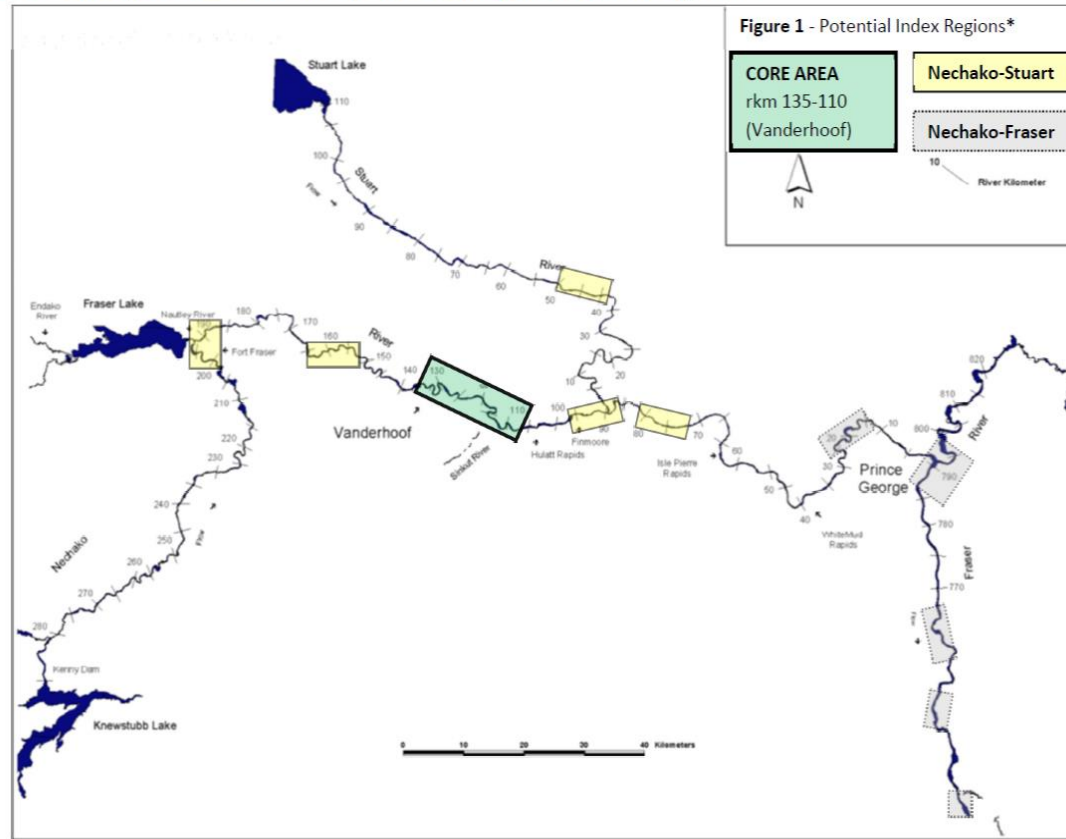 Figure 1 - Potential Index Regions*
CORE AREA
rkm 135-110
(Vanderhoof)
Nechako-Stuart
Nechako-Fraser
10
River Kilometer
N
Stuart Lake
110
100
Stuart
Flow
90
80
70
60
River
50
40
30
20
10
Endako
River
Fraser Lake
Nautley River
190
180
Fort Fraser
200
210
220
230
240
250
260
270
280
Flow
Nechako
Kenny Dam
Knewstubb Lake
170
160
River
150
140
130
110
Vanderhoof
Sinkut River
Hulatt Rapids
100
90
Finmoore
80
70
Isle Pierre
Rapids
60
50
40
WhiteMud
Rapids
30
20
10
Prince
George
820
810
800
River
790
780
Fraser
770
Flow
0 10 20 30 40 Kilometers